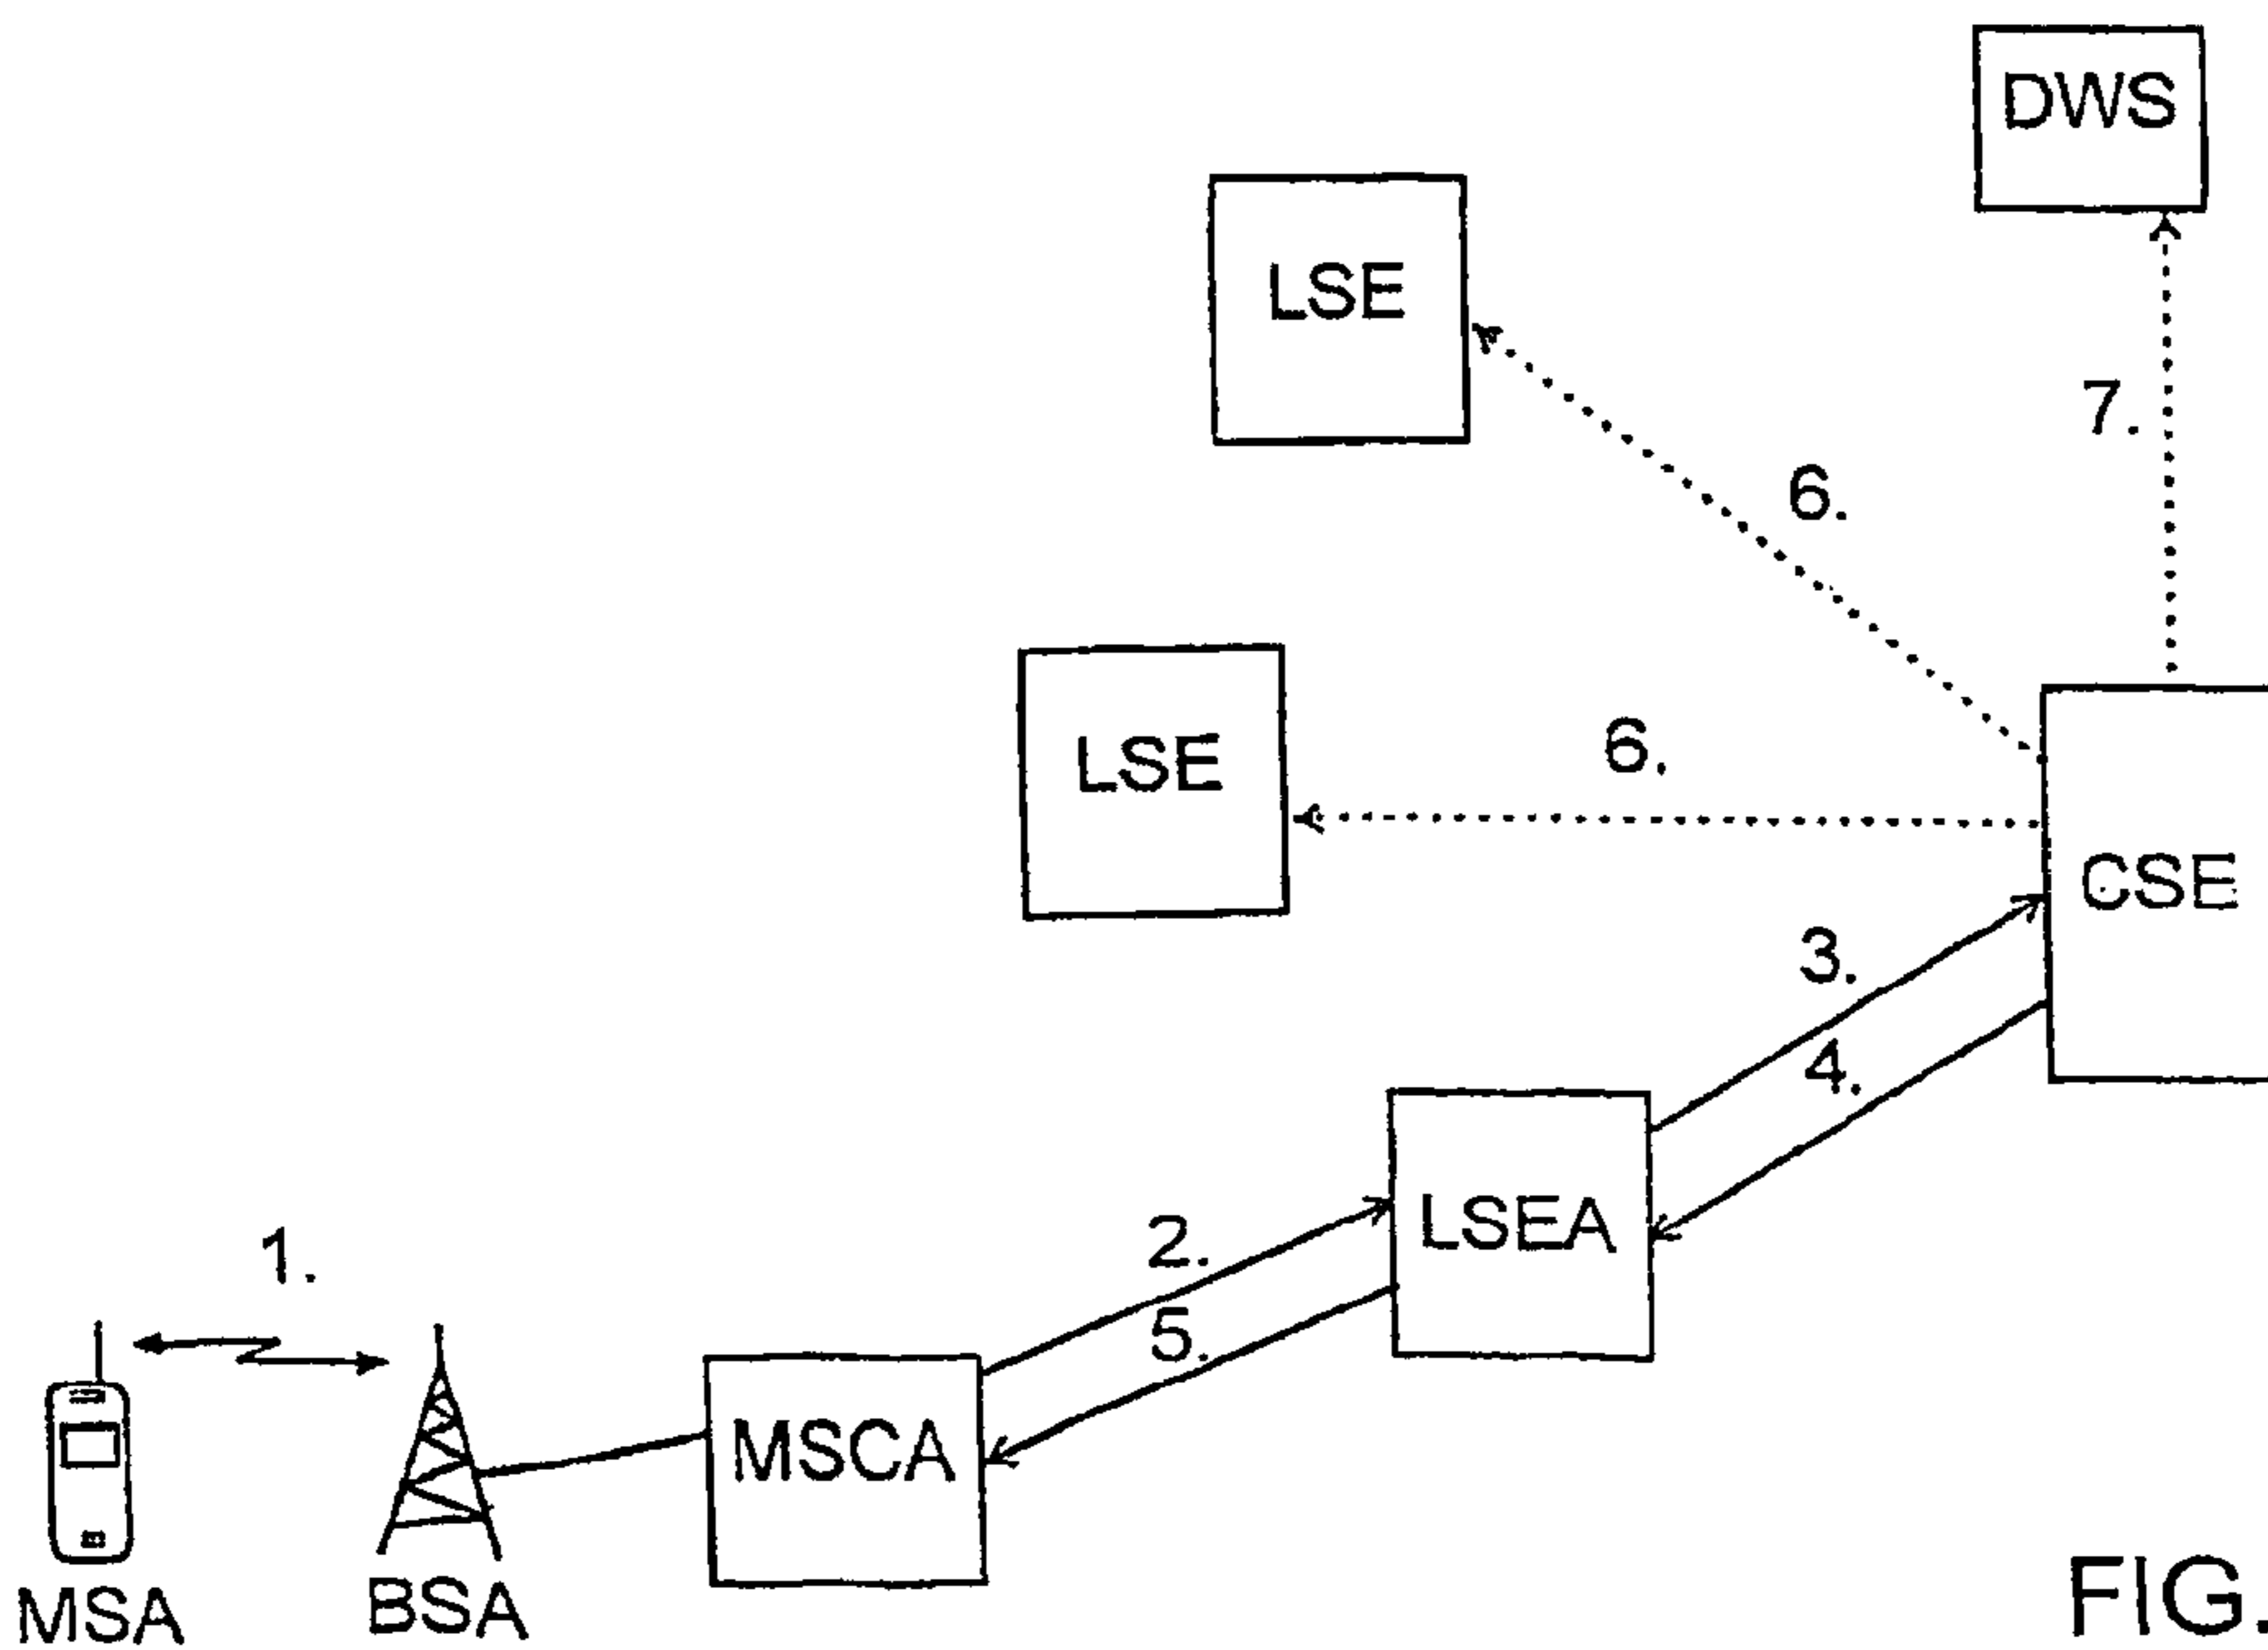 DWS
LSE
7.
6.
LSE
6.
CSE
3.
4.
LSEA
2.
1.
5.
MSCA
MSA
BSA
FIG.